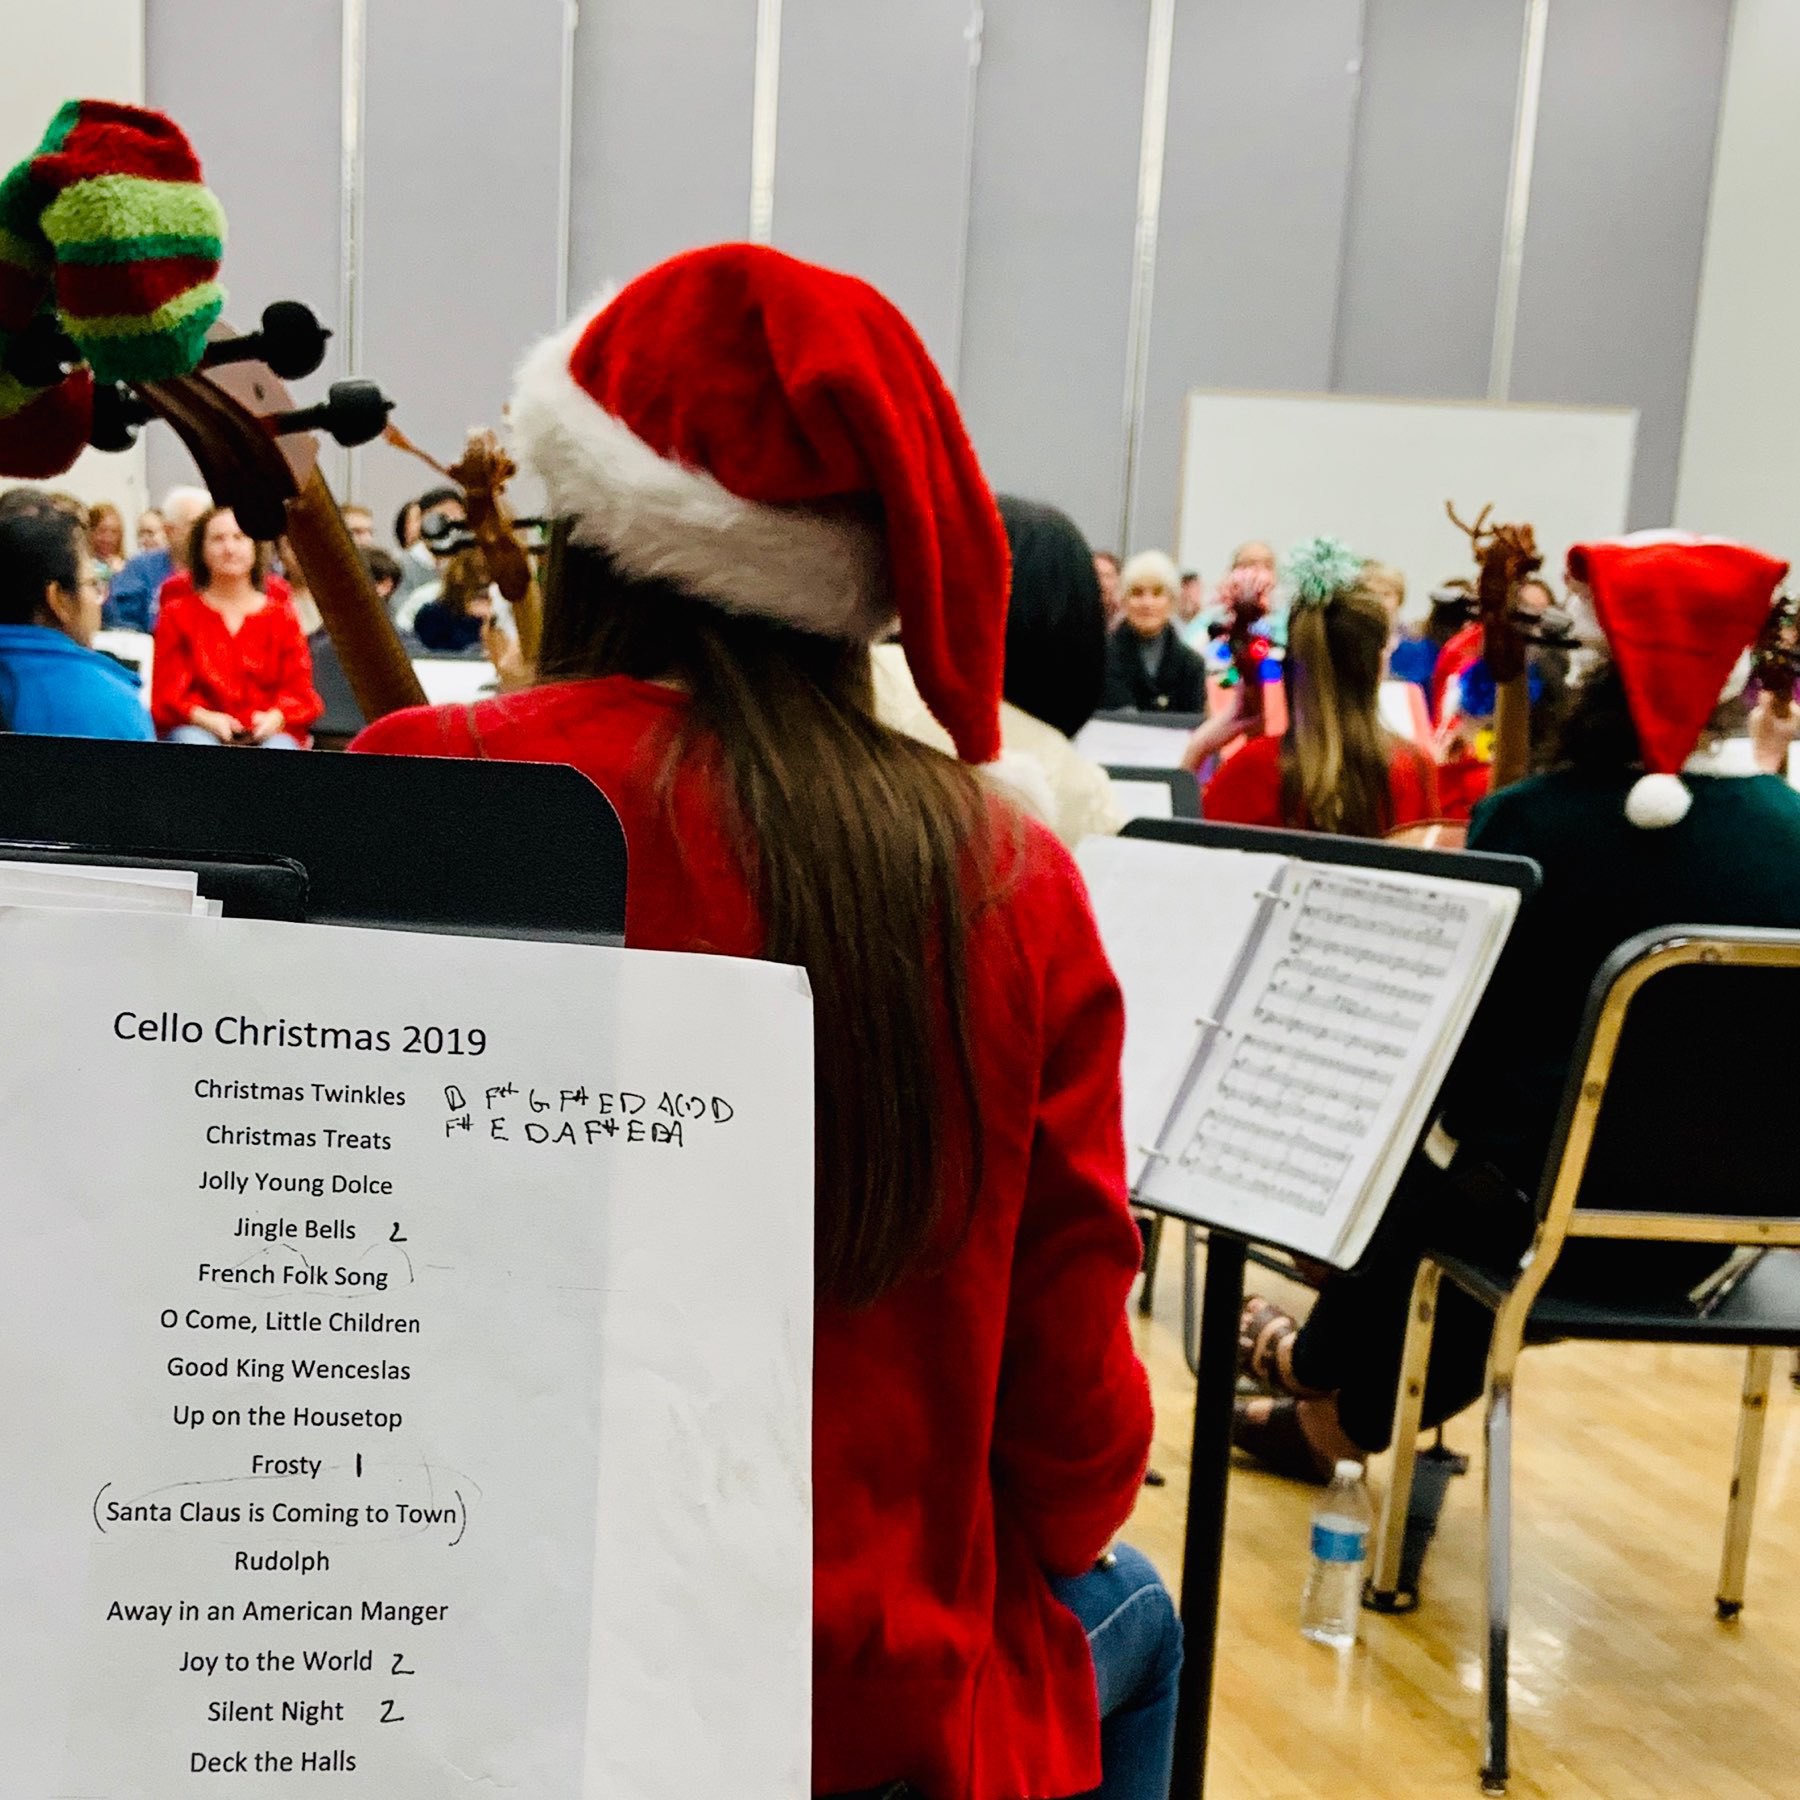 Cello Christmas 2019
Christmas Twinkles D F# G F# E D A(1) D
Christmas Treats F# E D A F# E D A
Jolly Young Dolce
Jingle Bells 2
French Folk Song
O Come, Little Children
Good King Wenceslas
Up on the Housetop
Frosty 1
(Santa Claus is Coming to Town)
Rudolph
Away in an American Manger
Joy to the World 2
Silent Night 2
Deck the Halls